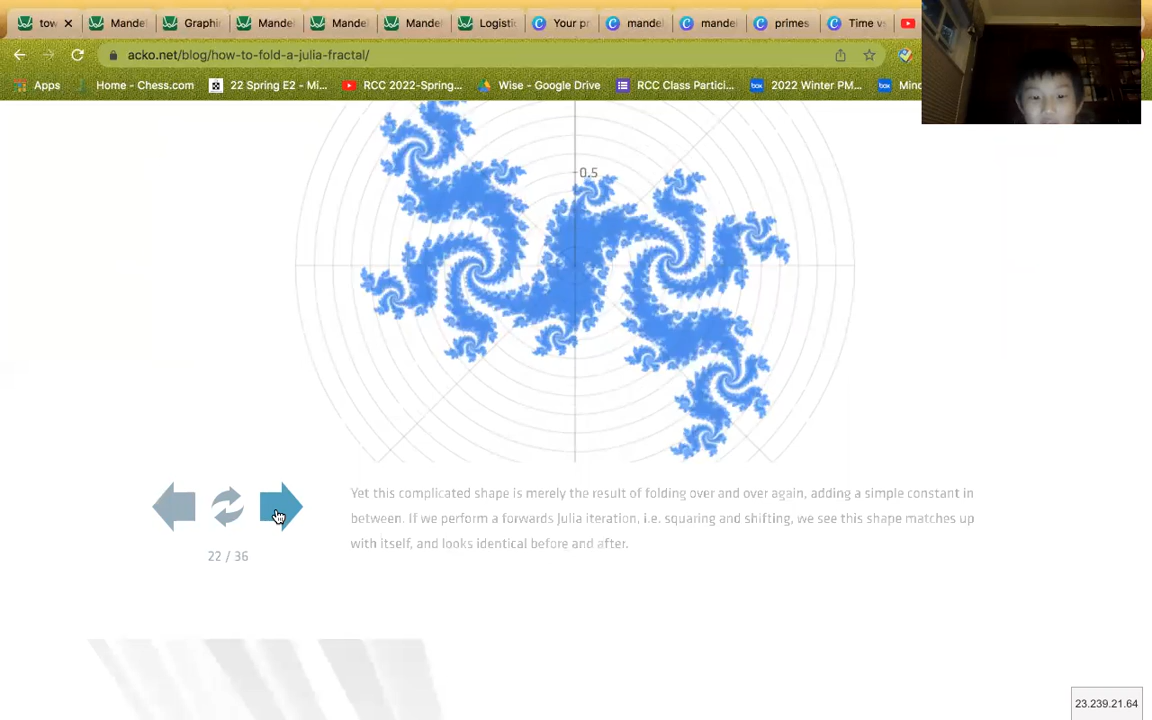 tow
Mandel
Graphi
Mandel
Mandel
Mandel
Logistic
Your pr
mandel
mandel
primes
Time vs
acko.net/blog/how-to-fold-a-julia-fractal/
Apps
Home - Chess.com
22 Spring E2 - Mi...
RCC 2022-Spring...
Wise - Google Drive
RCC Class Partici...
2022 Winter PM...
Minc
0.5
Yet this complicated shape is merely the result of folding over and over again, adding a simple constant in
between. If we perform a forwards Julia iteration, i.e. squaring and shifting, we see this shape matches up
with itself, and looks identical before and after.
22 / 36
23.239.21.64